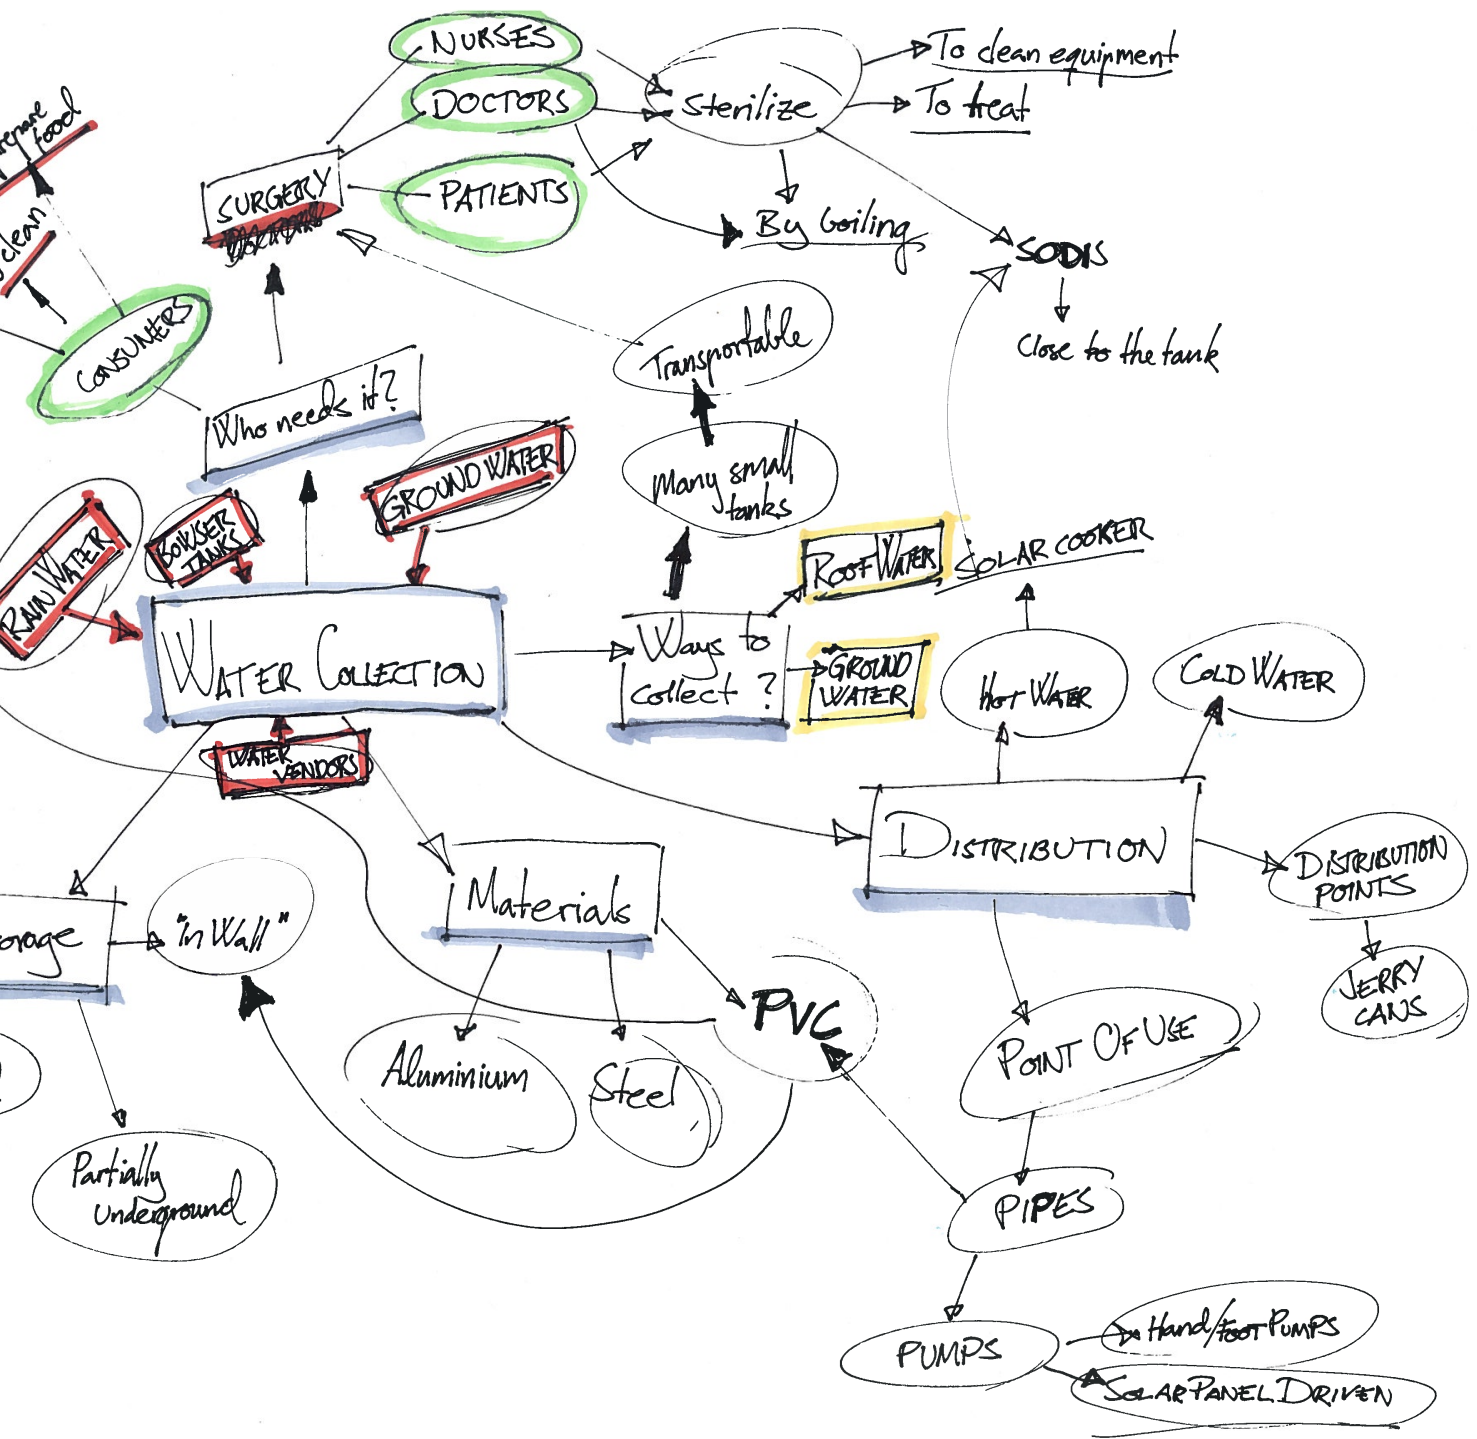 NURSES
DOCTORS
PATIENTS
Sterilize
To clean equipment
To treat
By boiling
SODIS
Close to the tank
food
clean
SURGERY
CONSUMERS
Who needs it?
Transportable
Many small
tanks
GROUND WATER
BOWSER
TANKS
RAIN WATER
WATER COLLECTION
WATER
VENDORS
Ways to
collect ?
ROOF WATER
GROUND
WATER
SOLAR COOKER
HOT WATER
COLD WATER
DISTRIBUTION
DISTRIBUTION
POINTS
JERRY
CANS
orage
"in Wall"
Partially
underground
Materials
Aluminium
Steel
PVC
POINT OF USE
PIPES
PUMPS
Hand/FOOT PUMPS
SOLAR PANEL DRIVEN